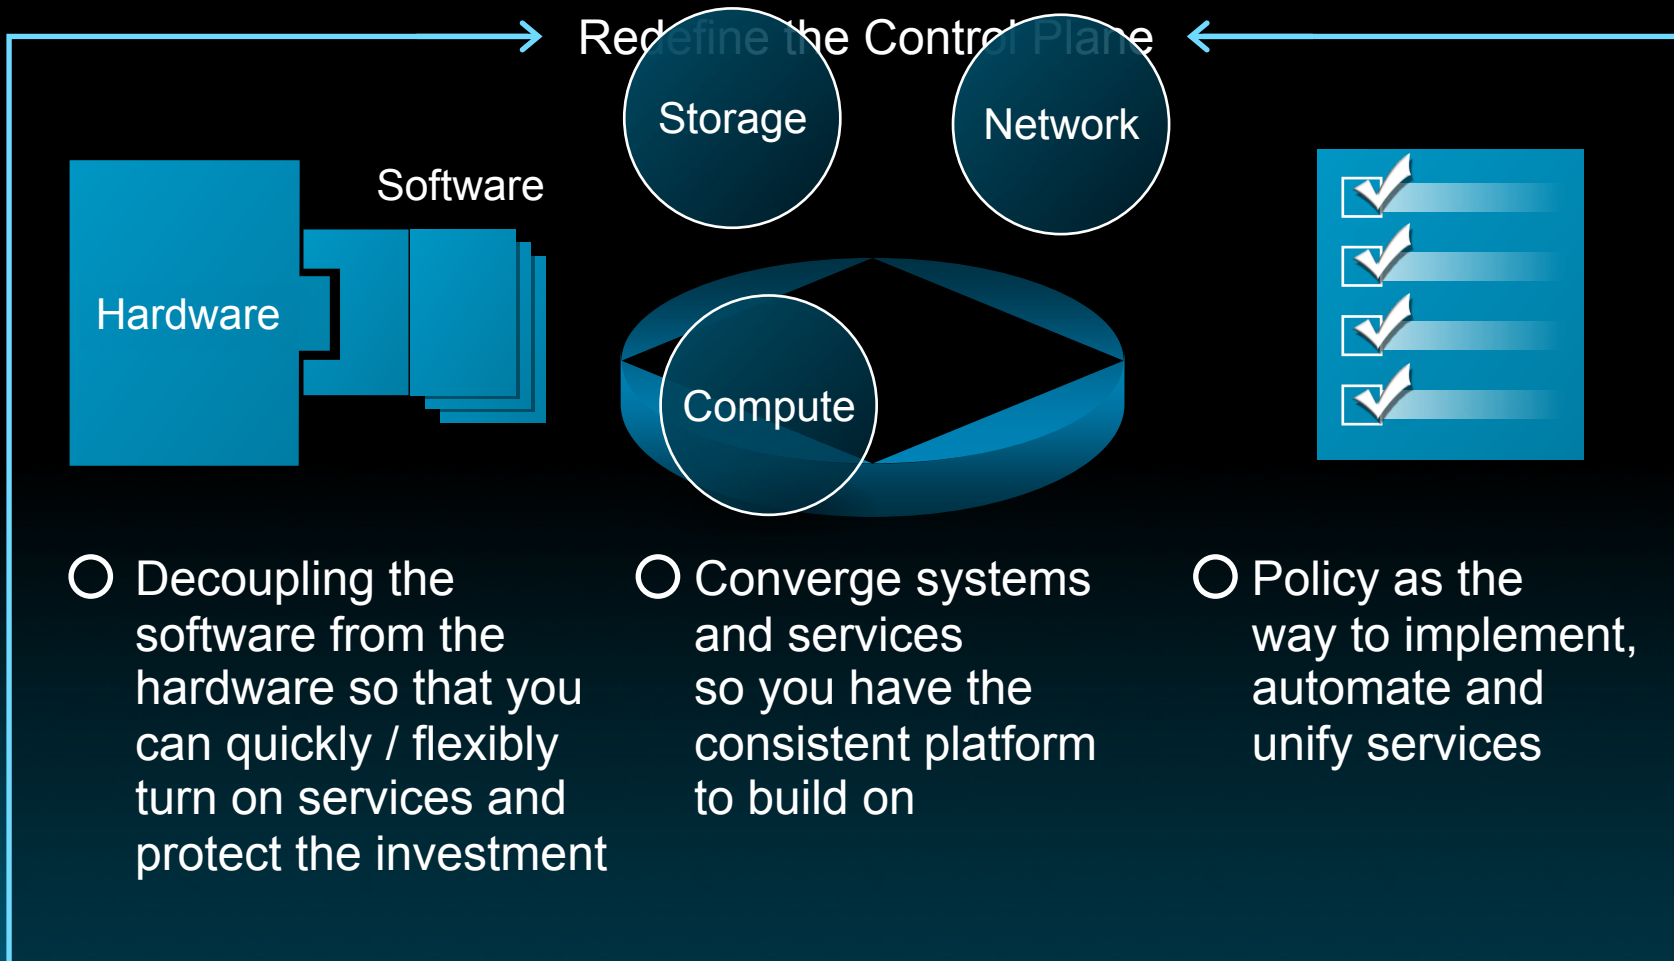 Redefine the Control Plane
Storage
Network
Software
Hardware
Compute
Decoupling the
software from the
hardware so that you
can quickly / flexibly
turn on services and
protect the investment
Converge systems
and services
so you have the
consistent platform
to build on
Policy as the
way to implement,
automate and
unify services